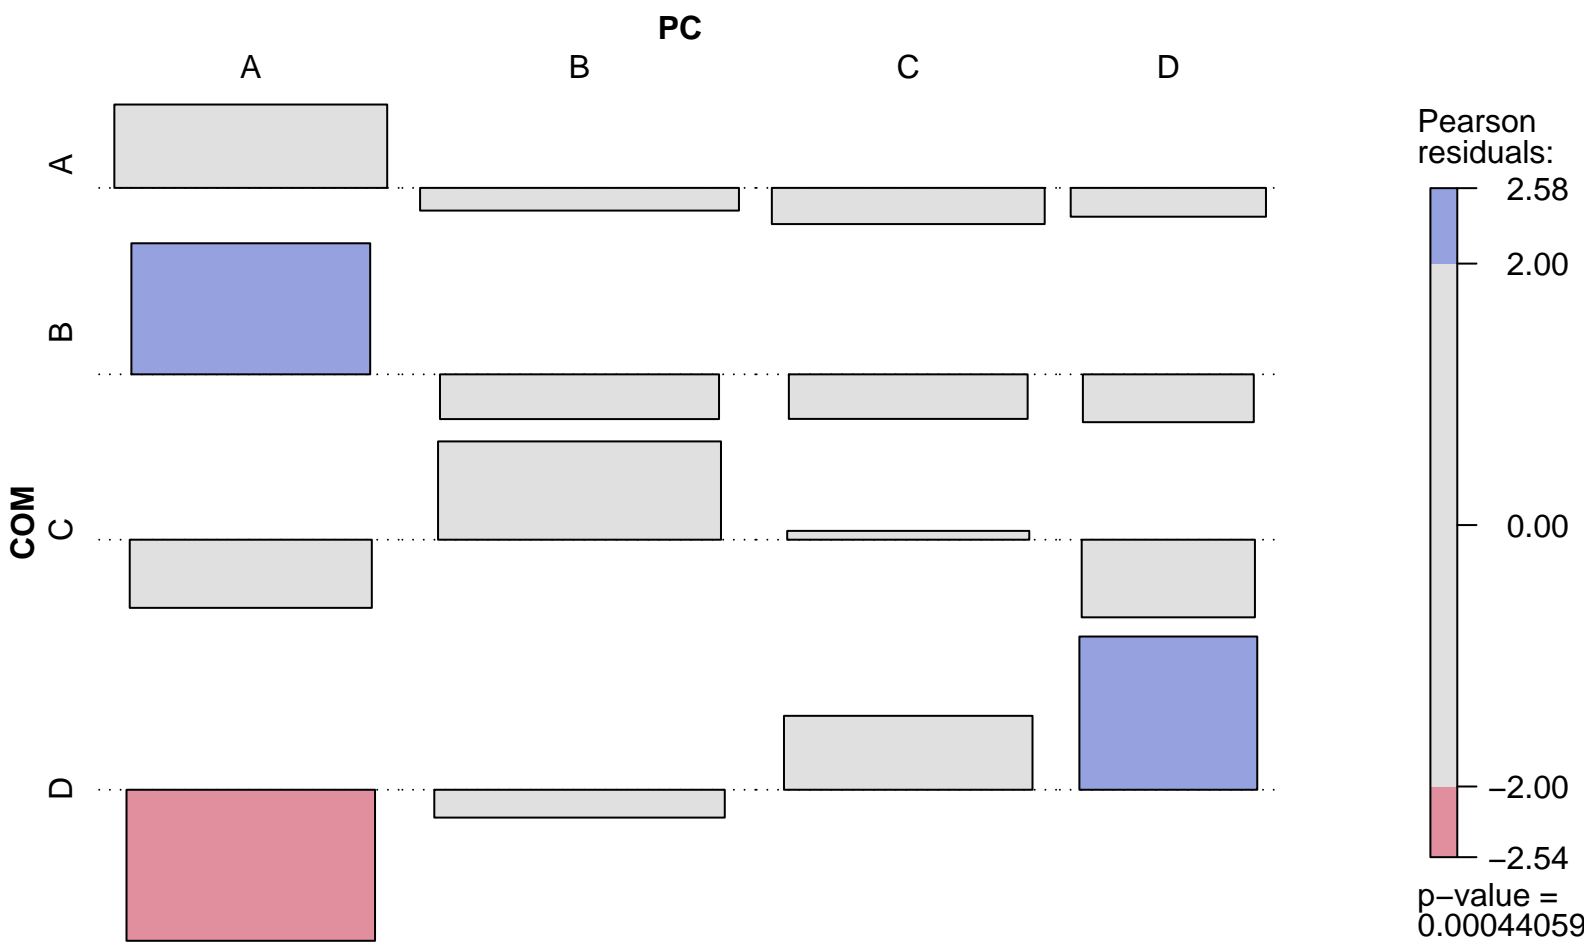 PC
A B C D
A
B
C
D
COM
Pearson
residuals:
2.58
2.00
0.00
−2.00
−2.54
p−value =
0.00044059